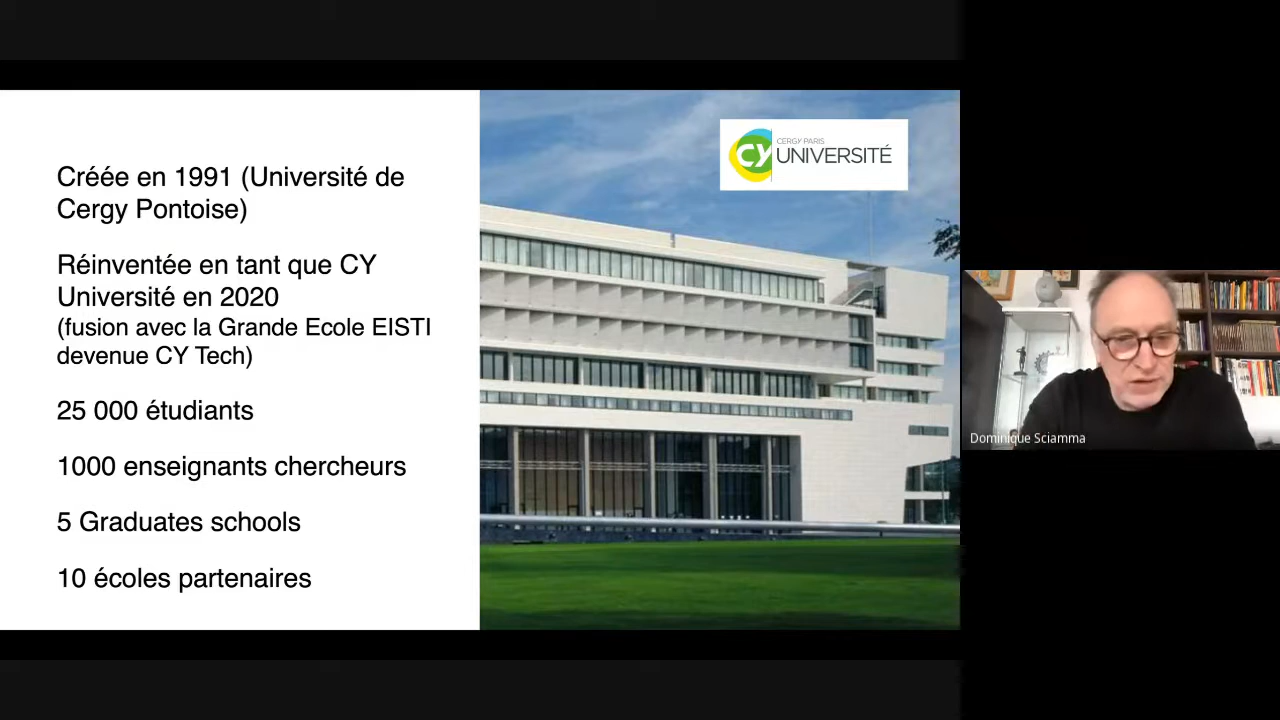 Créée en 1991 (Université de
Cergy Pontoise)
Réinventée en tant que CY
Université en 2020
(fusion avec la Grande Ecole EISTI
devenue CY Tech)
25 000 étudiants
1000 enseignants chercheurs
5 Graduates schools
10 écoles partenaires
CY
CERGY PARIS
UNIVERSITÉ
Dominique Sciamma